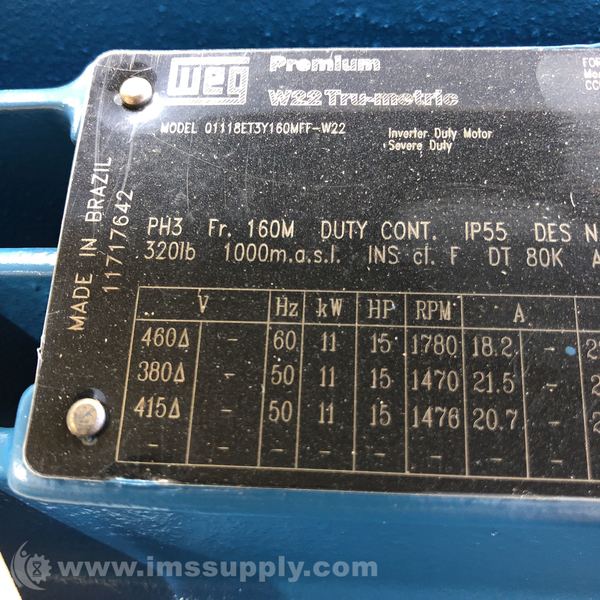 weg Premium
W22 Tru-metric
FOR
MODEL 01118ET3Y160MFF-W22
Inverter Duty Motor
Severe Duty
MADE IN BRAZIL
11717642
PH3 Fr. 160M DUTY CONT. IP55 DES N
320lb 1000m.a.s.l. INS cl. F DT 80K A
V Hz kW HP RPM A
460Δ - 60 11 15 1780 18.2 -
380Δ - 50 11 15 1470 21.5 -
415Δ - 50 11 15 1476 20.7 -
- - - - - - - -
www.imssupply.com